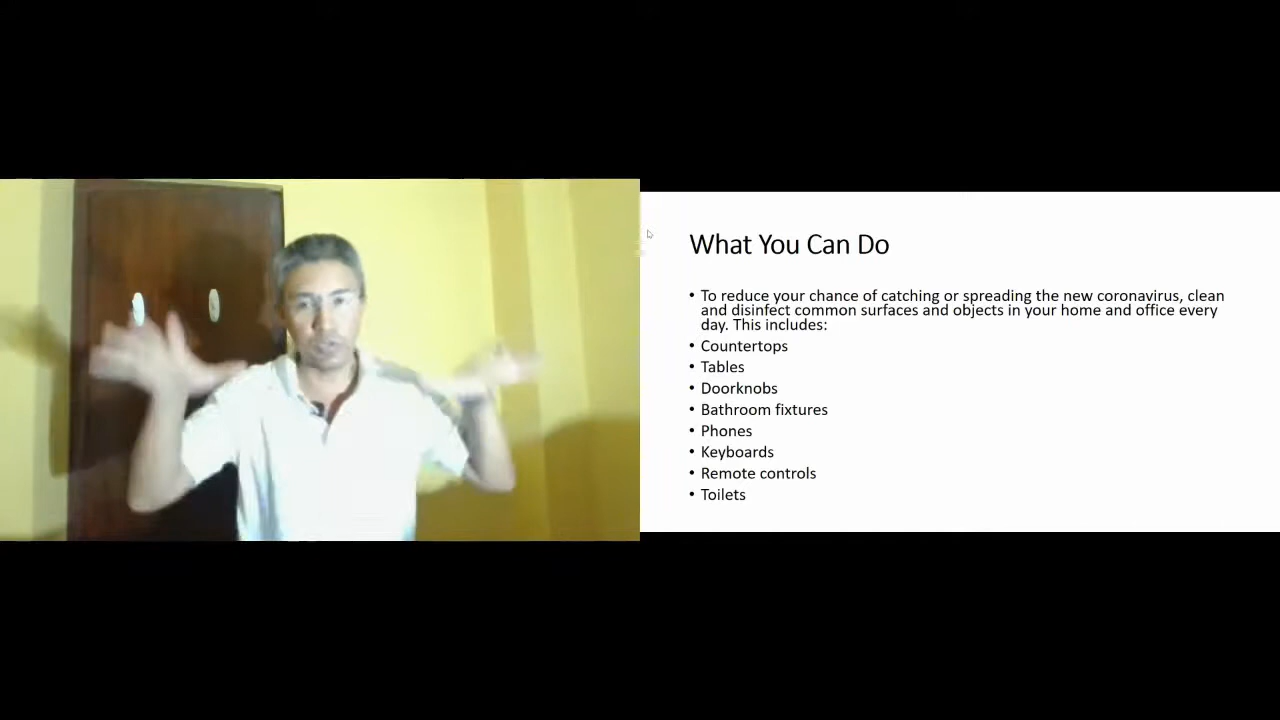 What You Can Do
• To reduce your chance of catching or spreading the new coronavirus, clean
and disinfect common surfaces and objects in your home and office every
day. This includes:
• Countertops
• Tables
• Doorknobs
• Bathroom fixtures
• Phones
• Keyboards
• Remote controls
• Toilets